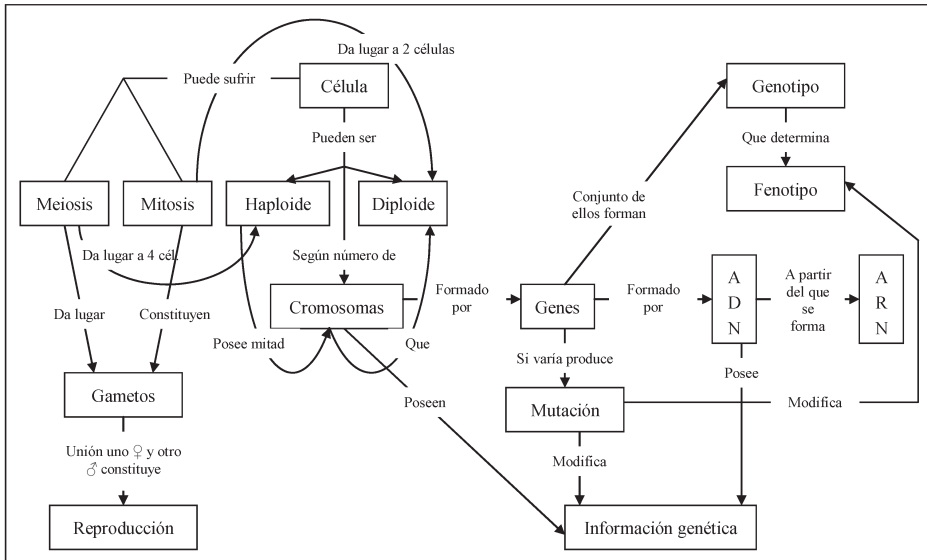 Da lugar a 2 células
Puede sufrir
Célula
Genotipo
Pueden ser
Que determina
Meiosis
Mitosis
Haploide
Diploide
Conjunto de
ellos forman
Fenotipo
Da lugar a 4 cél.
Según número de
Cromosomas
Formado
por
Genes
Formado
por
A
D
N
A partir
del que
se
forma
A
R
N
Da lugar
Constituyen
Posee mitad
Que
Si varía produce
Posee
Gametos
Poseen
Mutación
Modifica
Unión uno ♀ y otro
♂ constituye
Modifica
Reproducción
Información genética